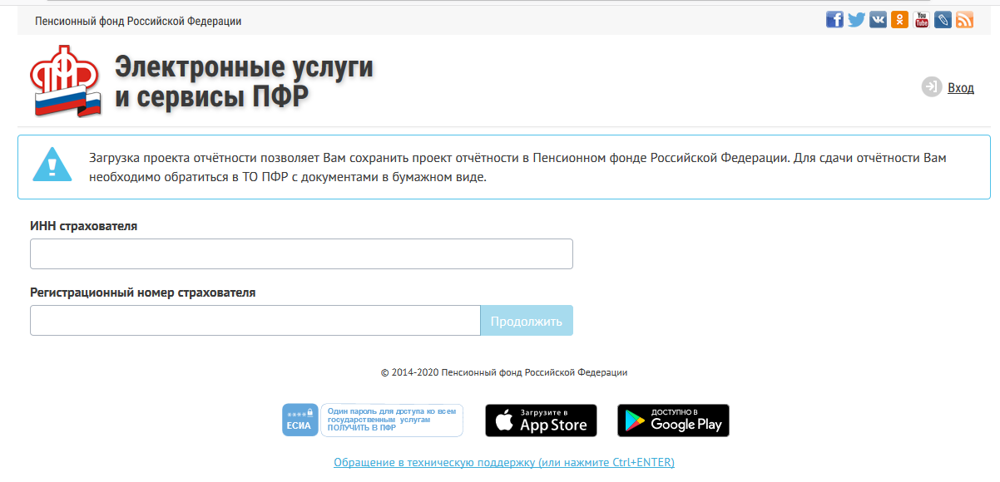 Пенсионный фонд Российской Федерации
Электронные услуги
и сервисы ПФР
Вход
Загрузка проекта отчётности позволяет Вам сохранить проект отчётности в Пенсионном фонде Российской Федерации. Для сдачи отчётности Вам
необходимо обратиться в ТО ПФР с документами в бумажном виде.
ИНН страхователя
Регистрационный номер страхователя
Продолжить
© 2014-2020 Пенсионный фонд Российской Федерации
**** ЕСИА
Один пароль для доступа ко всем
государственным услугам
ПОЛУЧИТЬ В ПФР
Загрузите в
App Store
ДОСТУПНО В
Google Play
Обращение в техническую поддержку (или нажмите Ctrl+ENTER)